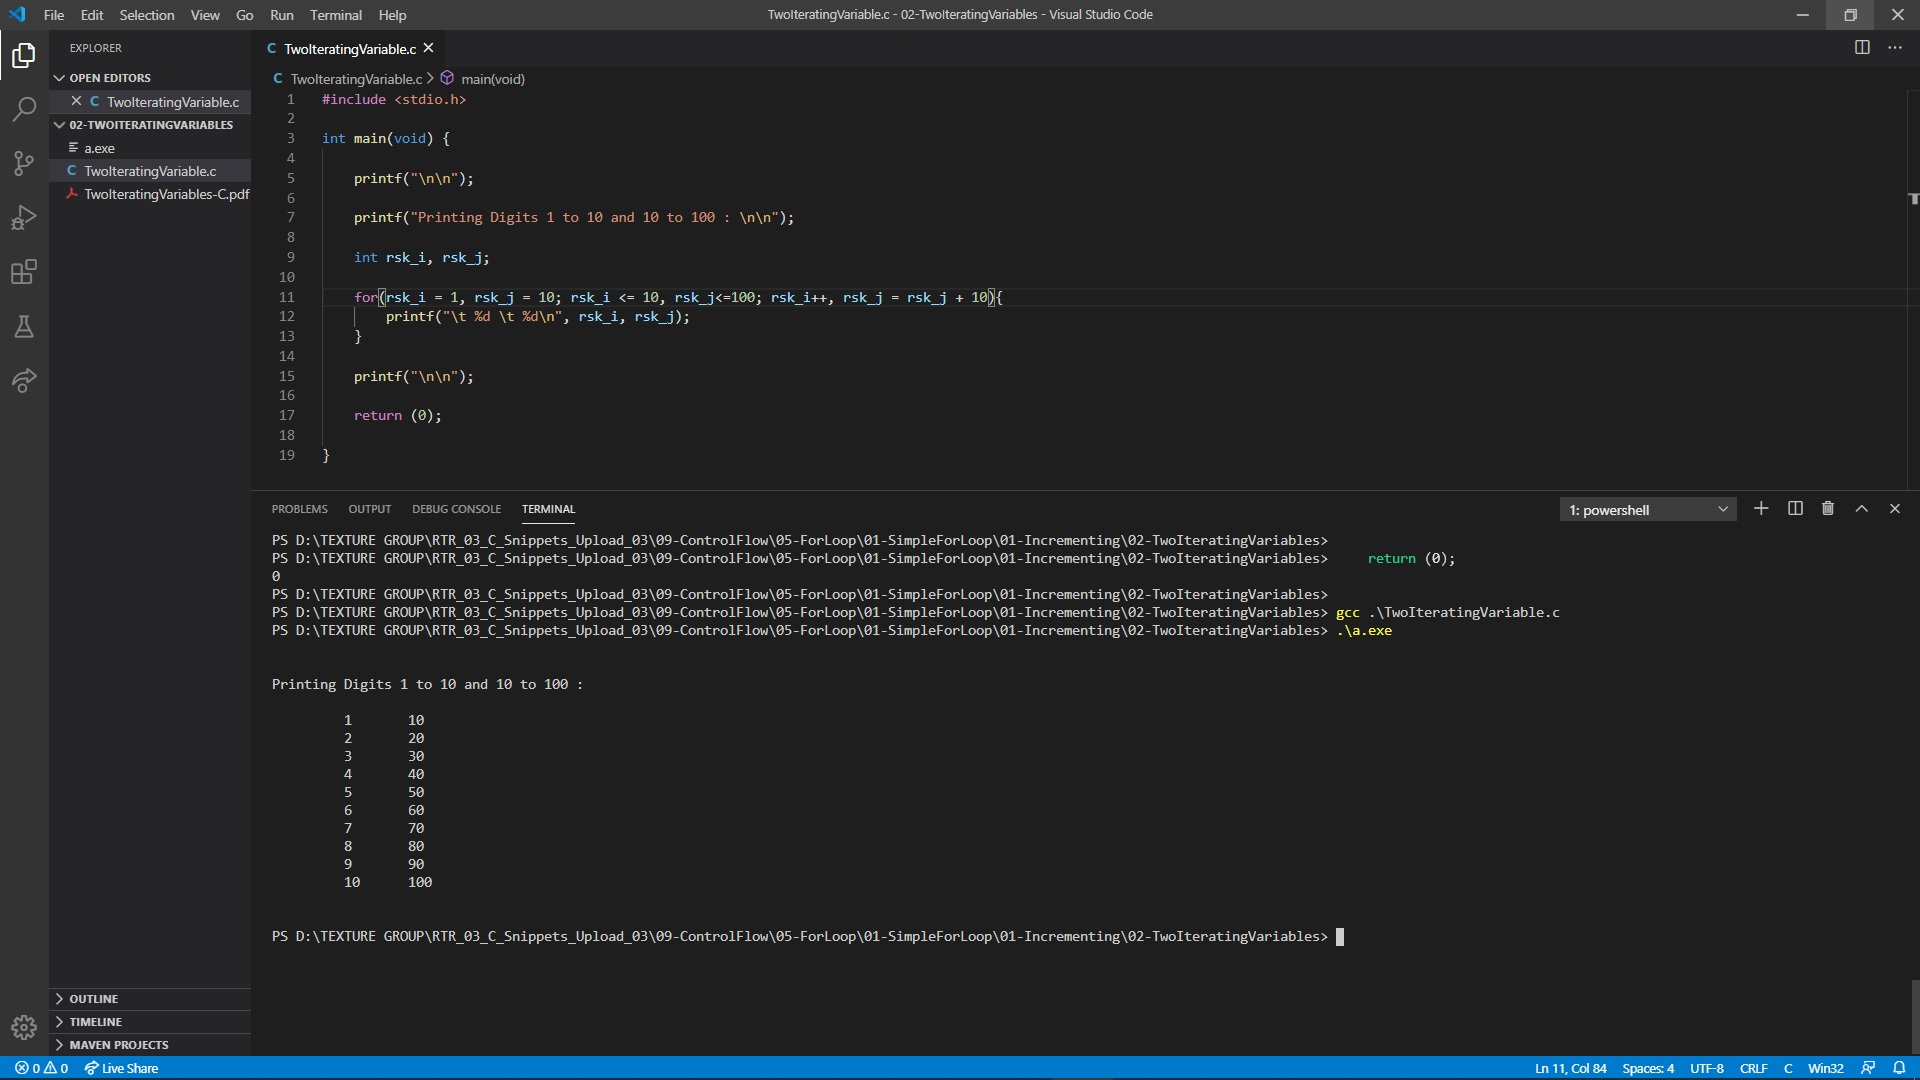 File Edit Selection View Go Run Terminal Help
TwoIteratingVariable.c - 02-TwoIteratingVariables - Visual Studio Code
EXPLORER
OPEN EDITORS
TwoIteratingVariable.c
02-TWOITERATINGVARIABLES
a.exe
TwoIteratingVariable.c
TwoIteratingVariables-C.pdf
OUTLINE
TIMELINE
MAVEN PROJECTS
C TwoIteratingVariable.c
C TwoIteratingVariable.c > main(void)
1 #include <stdio.h>
2
3 int main(void) {
4
5     printf("\n\n");
6
7     printf("Printing Digits 1 to 10 and 10 to 100 : \n\n");
8
9     int rsk_i, rsk_j;
10
11     for(rsk_i = 1, rsk_j = 10; rsk_i <= 10, rsk_j<=100; rsk_i++, rsk_j = rsk_j + 10){
12         printf("\t %d \t %d\n", rsk_i, rsk_j);
13     }
14
15     printf("\n\n");
16
17     return (0);
18
19 }
PROBLEMS OUTPUT DEBUG CONSOLE TERMINAL
1: powershell
PS D:\TEXTURE GROUP\RTR_03_C_Snippets_Upload_03\09-ControlFlow\05-ForLoop\01-SimpleForLoop\01-Incrementing\02-TwoIteratingVariables>
PS D:\TEXTURE GROUP\RTR_03_C_Snippets_Upload_03\09-ControlFlow\05-ForLoop\01-SimpleForLoop\01-Incrementing\02-TwoIteratingVariables>     return (0);
0
PS D:\TEXTURE GROUP\RTR_03_C_Snippets_Upload_03\09-ControlFlow\05-ForLoop\01-SimpleForLoop\01-Incrementing\02-TwoIteratingVariables>
PS D:\TEXTURE GROUP\RTR_03_C_Snippets_Upload_03\09-ControlFlow\05-ForLoop\01-SimpleForLoop\01-Incrementing\02-TwoIteratingVariables> gcc .\TwoIteratingVariable.c
PS D:\TEXTURE GROUP\RTR_03_C_Snippets_Upload_03\09-ControlFlow\05-ForLoop\01-SimpleForLoop\01-Incrementing\02-TwoIteratingVariables> .\a.exe
Printing Digits 1 to 10 and 10 to 100 :
1 10
2 20
3 30
4 40
5 50
6 60
7 70
8 80
9 90
10 100
PS D:\TEXTURE GROUP\RTR_03_C_Snippets_Upload_03\09-ControlFlow\05-ForLoop\01-SimpleForLoop\01-Incrementing\02-TwoIteratingVariables>
0 0 Live Share
Ln 11, Col 84 Spaces: 4 UTF-8 CRLF C Win32